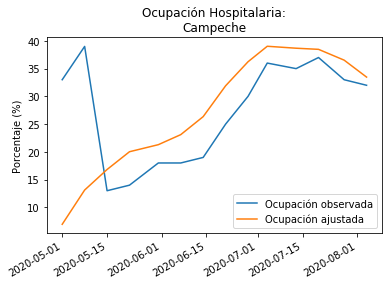 Ocupación Hospitalaria:
Campeche
Porcentaje (%)
40
35
30
25
20
15
10
Ocupación observada
Ocupación ajustada
2020-05-01
2020-05-15
2020-06-01
2020-06-15
2020-07-01
2020-07-15
2020-08-01